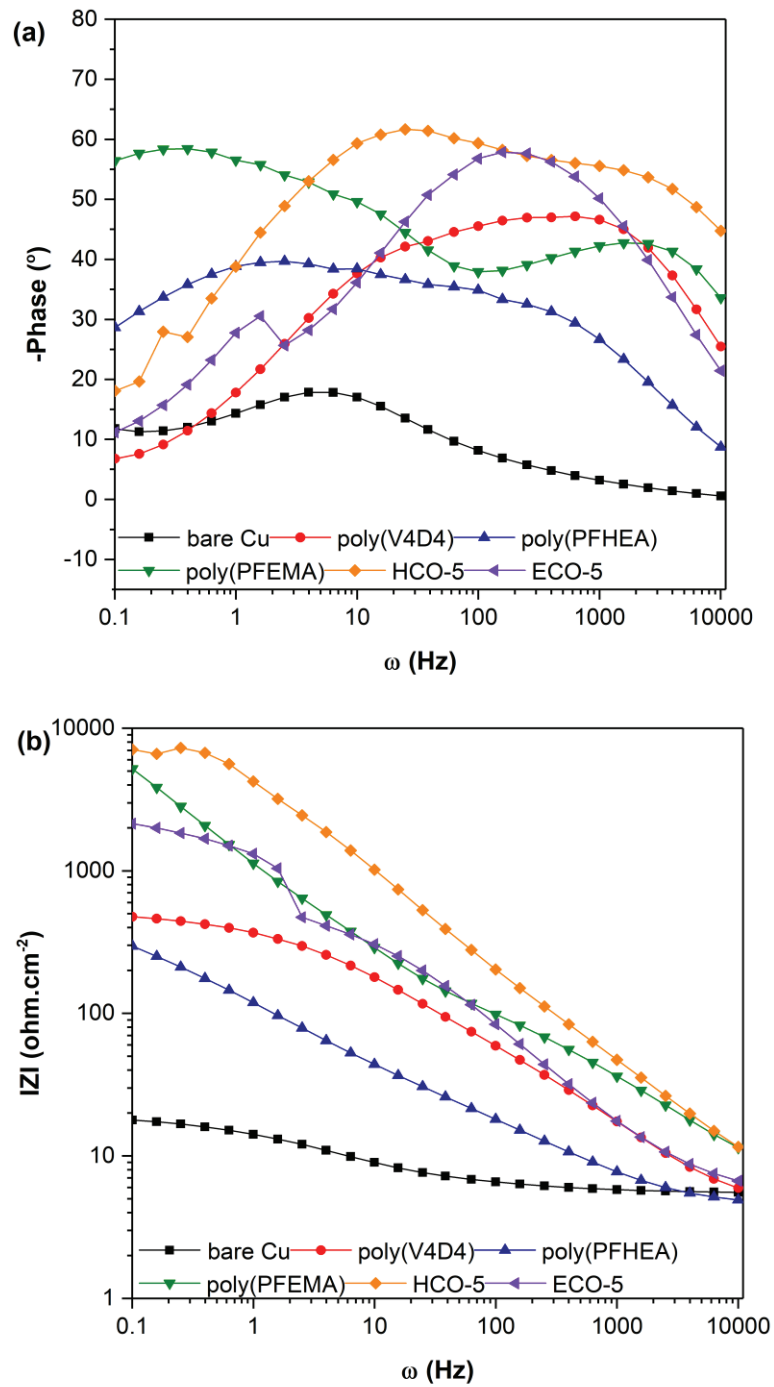 (a)
80
70
60
50
40
30
20
10
0
-10
-Phase (°)
bare Cu poly(V4D4) poly(PFHEA)
poly(PFEMA) HCO-5 ECO-5
0.1 1 10 100 1000 10000
ω (Hz)
(b)
10000
1000
100
10
1
IZI (ohm.cm-2)
bare Cu poly(V4D4) poly(PFHEA)
poly(PFEMA) HCO-5 ECO-5
0.1 1 10 100 1000 10000
ω (Hz)